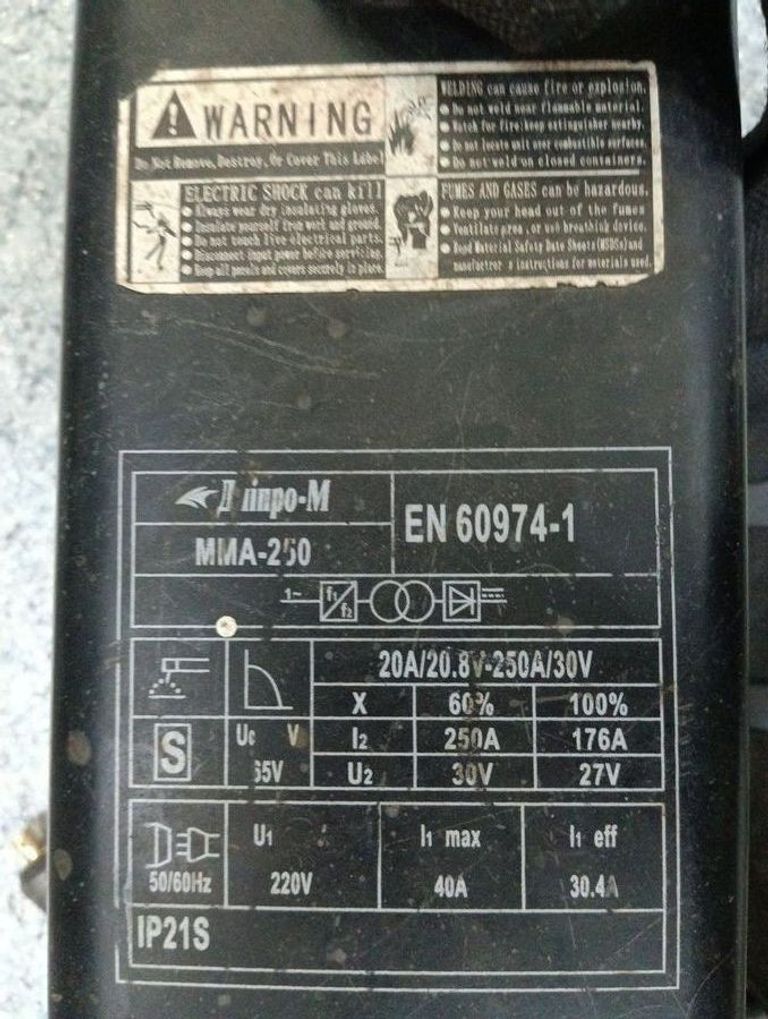 WARNING
Do Not Remove, Destroy, Or Cover This Label
ELECTRIC SHOCK can kill
Always wear dry insulating gloves.
Insulate yourself from work and ground.
Do not touch live electrical parts.
Disconnect input power before servicing.
Keep all panels and covers securely in place.
WELDING can cause fire or explosion.
Do not weld near flammable material.
Watch for fire:keep extinguisher nearby.
Do not locate unit over combustible surfaces.
Do not weld on closed containers.
FUMES AND GASES can be hazardous.
Keep your head out of the fumes
Ventilate area, or use breathing device.
Read Material Safety Date Sheets(MSDSs)and
manufactrer s instructions for materials used.
Дніпро-М
MMA-250
EN 60974-1
1~ f1 f2
20A/20.8V-250A/30V
X 60% 100%
S
Uc V
65V
I2 250A 176A
U2 30V 27V
50/60Hz
U1 I1 max I1 eff
220V 40A 30.4A
IP21S